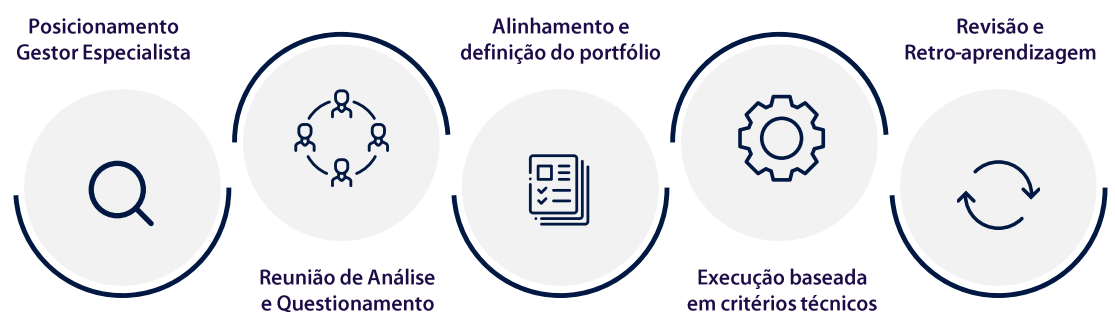 Posicionamento
Gestor Especialista
Reunião de Análise
e Questionamento
Alinhamento e
definição do portfólio
Execução baseada
em critérios técnicos
Revisão e
Retro-aprendizagem